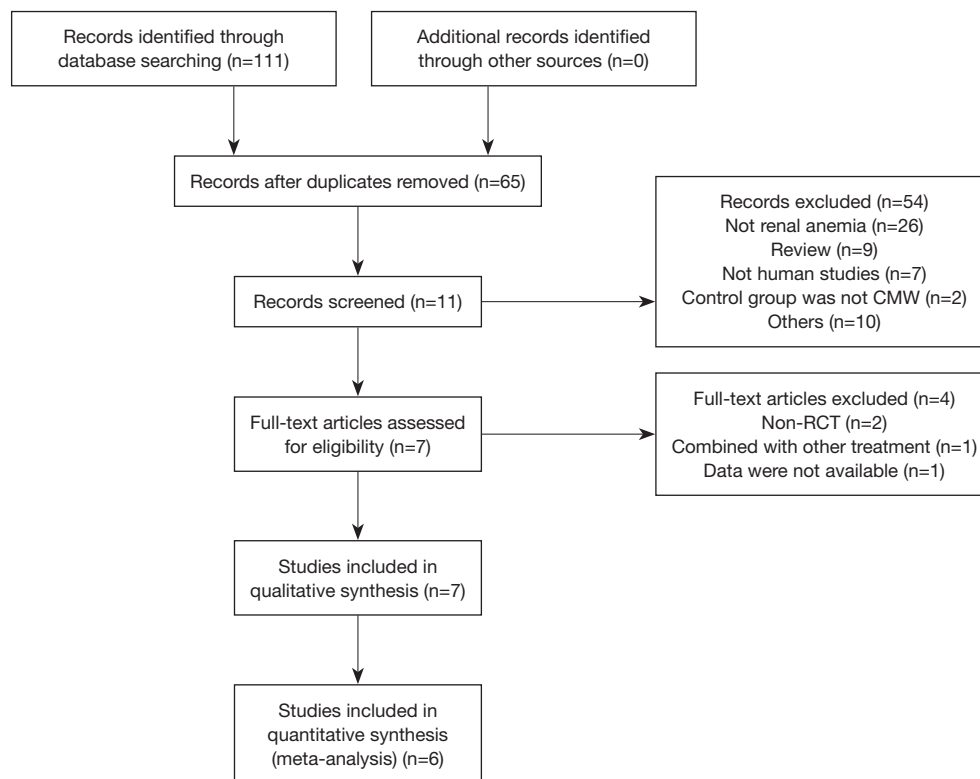 Records identified through
database searching (n=111)
Additional records identified
through other sources (n=0)
Records after duplicates removed (n=65)
Records excluded (n=54)
Not renal anemia (n=26)
Review (n=9)
Not human studies (n=7)
Control group was not CMW (n=2)
Others (n=10)
Records screened (n=11)
Full-text articles assessed
for eligibility (n=7)
Full-text articles excluded (n=4)
Non-RCT (n=2)
Combined with other treatment (n=1)
Data were not available (n=1)
Studies included in
qualitative synthesis (n=7)
Studies included in
quantitative synthesis
(meta-analysis) (n=6)